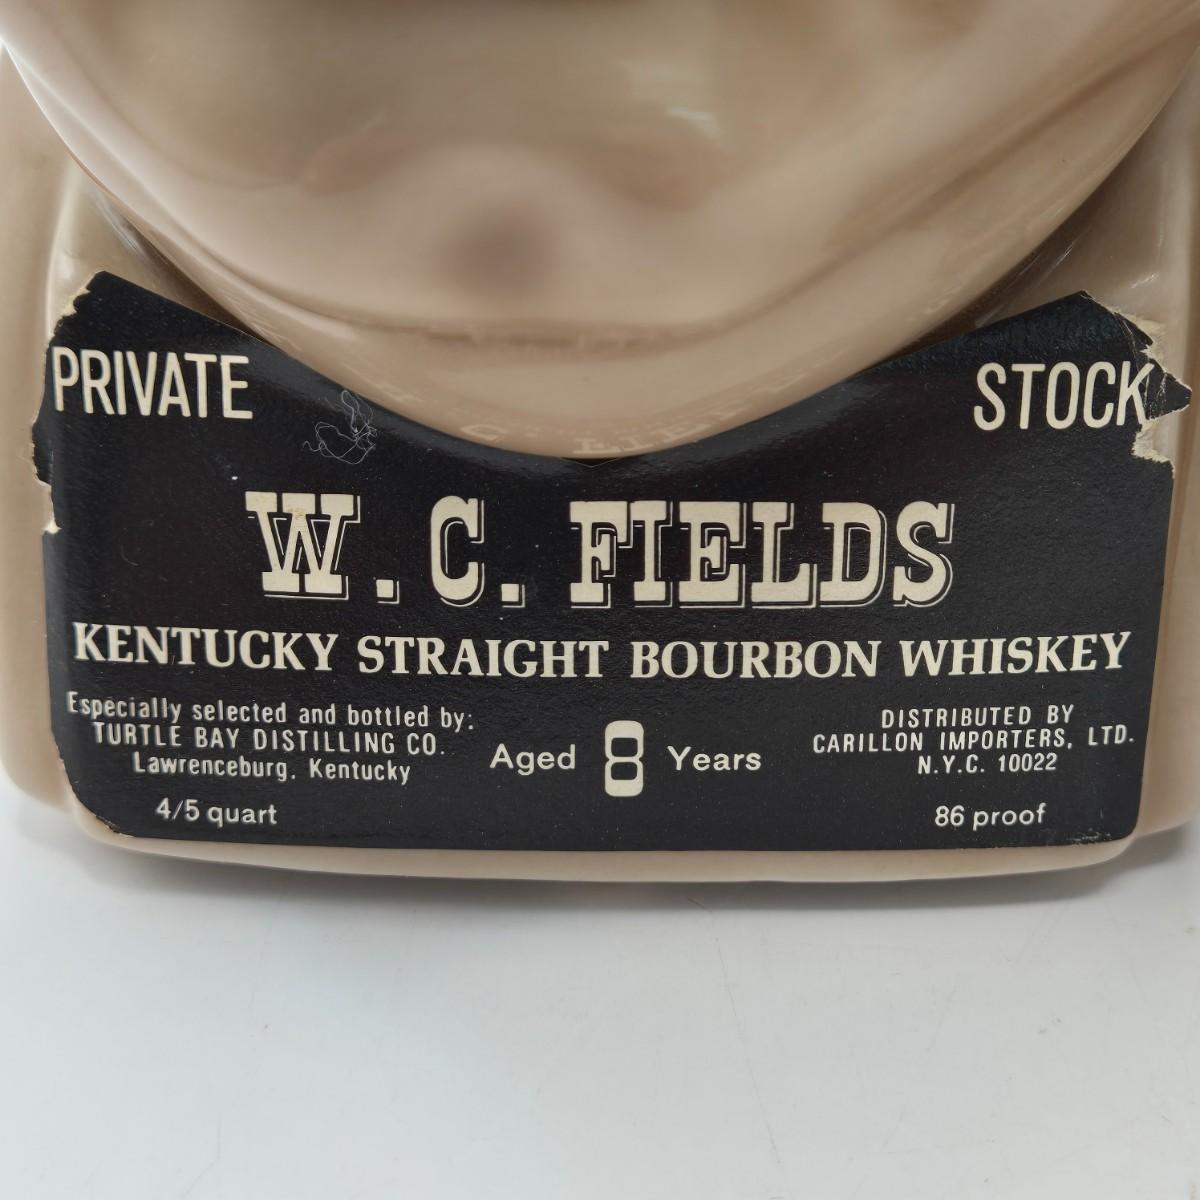 PRIVATE STOCK
W. C. FIELDS
KENTUCKY STRAIGHT BOURBON WHISKEY
Especially selected and bottled by:
TURTLE BAY DISTILLING CO.
Lawrenceburg, Kentucky
4/5 quart
Aged 8 Years
DISTRIBUTED BY
CARILLON IMPORTERS, LTD.
N.Y.C. 10022
86 proof